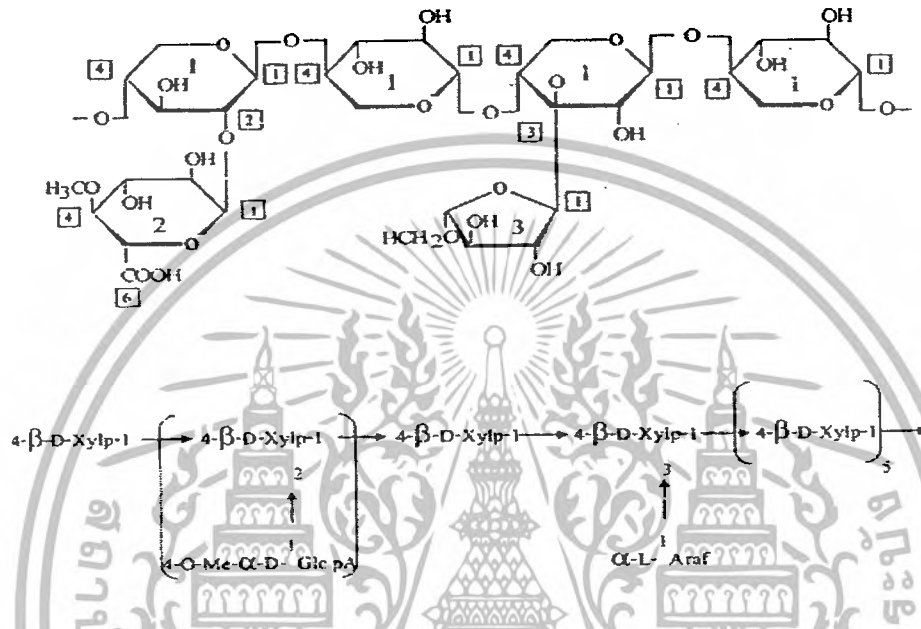 OH OH
O O O O
4 1 1 4 1 4 1 1 4 1 1
OH OH O OH
O O O O
2 3 OH
O
OH
H3CO OH O 1
4 2 1 OH 3
O HCH2O
COOH OH
6
4-β-D-Xylp-1 4-β-D-Xylp-1 4-β-D-Xylp-1 4-β-D-Xylp-1 4-β-D-Xylp-1
2 3 5
1 1
4-O-Me-α-D- Glc pA α-L- Araf